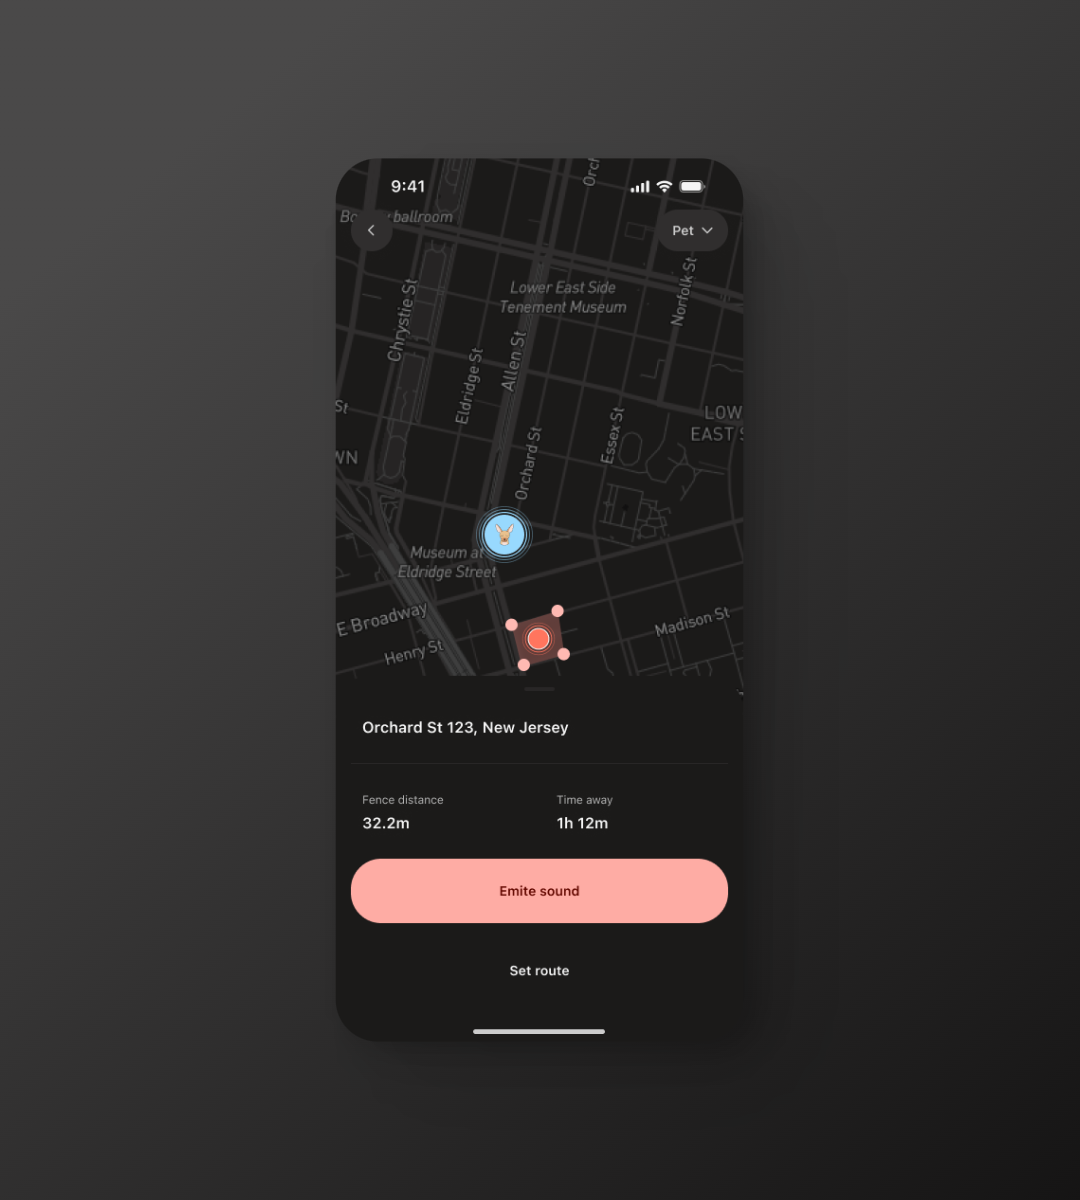 9:41
Orch
ballroom
Pet
Lower East Side
Tenement Museum
Norfolk St
Chrystie St
Allen St
Eldridge St
St
LOW
EAST S
Essex St
Orchard St
WN
Museum at
Eldridge Street
E Broadway
Madison St
Henry St
Orchard St 123, New Jersey
Fence distance
Time away
32.2m
1h 12m
Emite sound
Set route